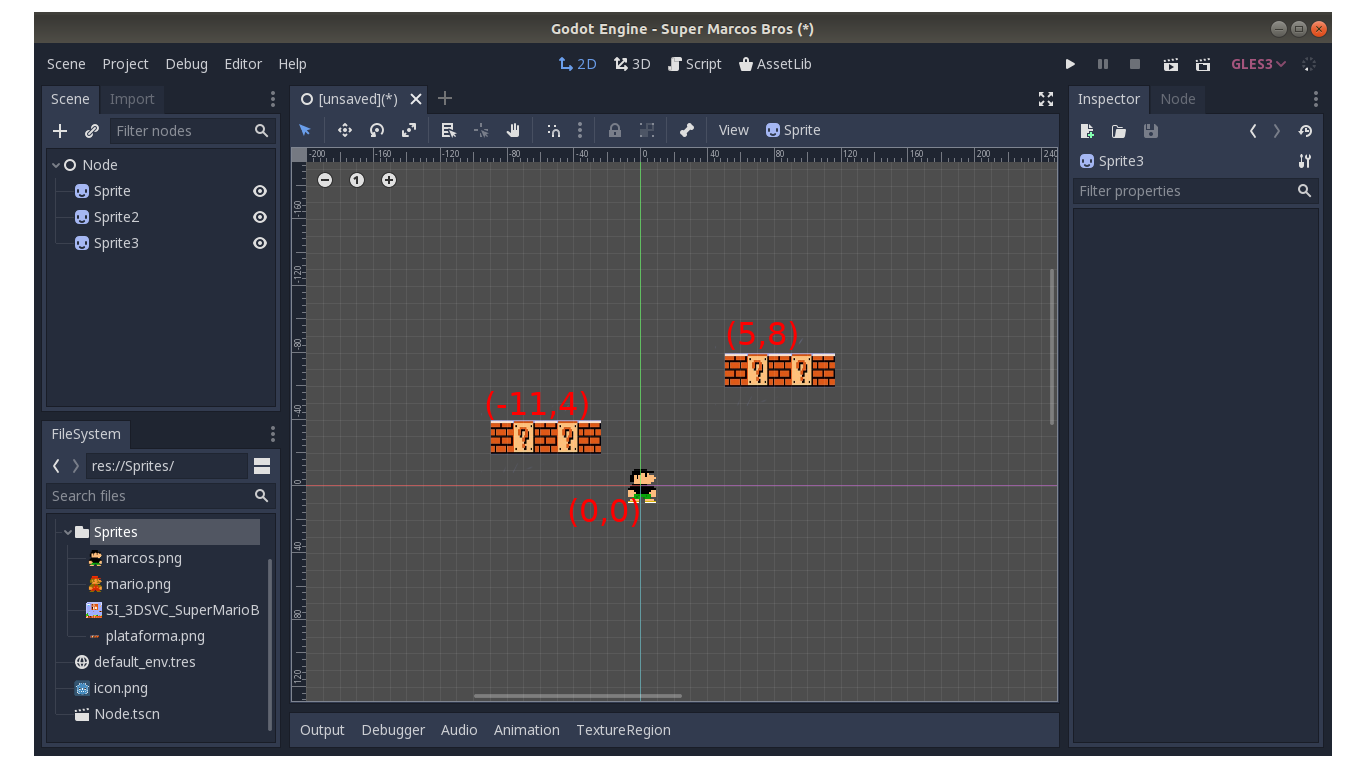 Godot Engine - Super Marcos Bros (*)
Scene Project Debug Editor Help
2D 3D Script AssetLib
GLES3
Scene Import
[unsaved](*)
Inspector Node
Filter nodes
View Sprite
-200 -160 -120 -80 -40 0 40 80 120 160 200 240
Node
Sprite3
Sprite
1
Filter properties
Sprite2
-160
Sprite3
-120
-80
(5,8)
? ?
-40
(-11,4)
? ?
FileSystem
res://Sprites/
0
Search files
(0,0)
Sprites
40
marcos.png
mario.png
SI_3DSVC_SuperMarioB
80
plataforma.png
default_env.tres
120
icon.png
Node.tscn
Output Debugger Audio Animation TextureRegion